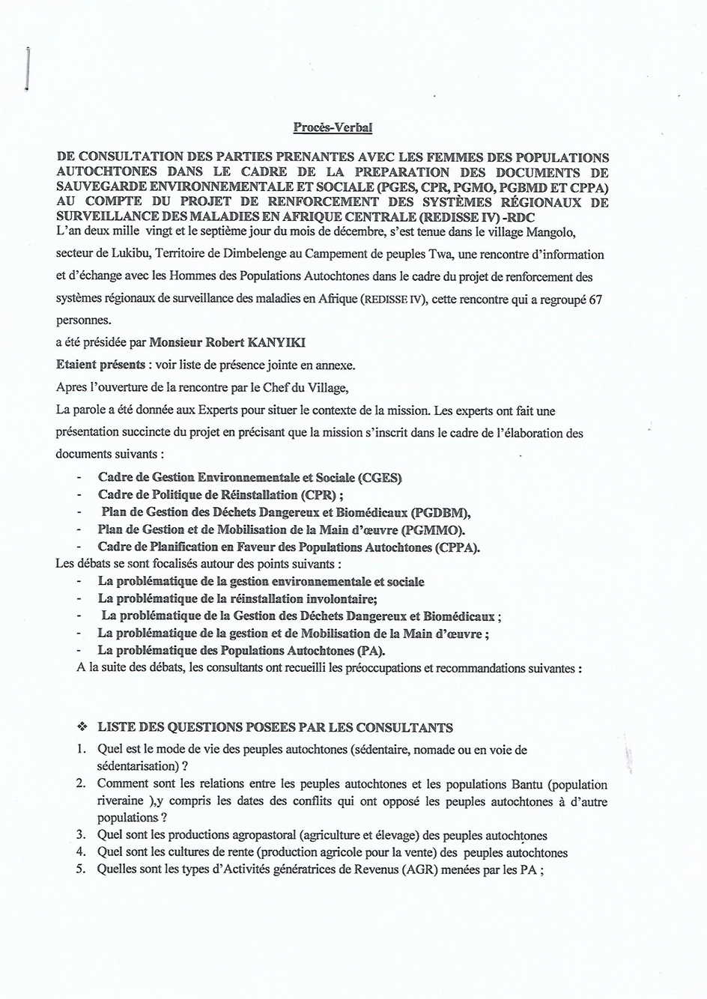 Procès-Verbal
DE CONSULTATION DES PARTIES PRENANTES AVEC LES FEMMES DES POPULATIONS
AUTOCHTONES DANS LE CADRE DE LA PREPARATION DES DOCUMENTS DE
SAUVEGARDE ENVIRONNEMENTALE ET SOCIALE (PGES, CPR, PGMO, PGBMD ET CPPA)
AU COMPTE DU PROJET DE RENFORCEMENT DES SYSTÈMES RÉGIONAUX DE
SURVEILLANCE DES MALADIES EN AFRIQUE CENTRALE (REDISSE IV) -RDC
L'an deux mille vingt et le septième jour du mois de décembre, s'est tenue dans le village Mangolo,
secteur de Lukibu, Territoire de Dimbelenge au Campement de peuples Twa, une rencontre d'information
et d'échange avec les Hommes des Populations Autochtones dans le cadre du projet de renforcement des
systèmes régionaux de surveillance des maladies en Afrique (REDISSE IV), cette rencontre qui a regroupé 67
personnes.
a été présidée par Monsieur Robert KANYIKI
Etaient présents : voir liste de présence jointe en annexe.
Apres l'ouverture de la rencontre par le Chef du Village,
La parole a été donnée aux Experts pour situer le contexte de la mission. Les experts ont fait une
présentation succincte du projet en précisant que la mission s'inscrit dans le cadre de l'élaboration des
documents suivants :
- Cadre de Gestion Environnementale et Sociale (CGES)
- Cadre de Politique de Réinstallation (CPR) ;
- Plan de Gestion des Déchets Dangereux et Biomédicaux (PGDBM),
- Plan de Gestion et de Mobilisation de la Main d'œuvre (PGMMO).
- Cadre de Planification en Faveur des Populations Autochtones (CPPA).
Les débats se sont focalisés autour des points suivants :
- La problématique de la gestion environnementale et sociale
- La problématique de la réinstallation involontaire;
- La problématique de la Gestion des Déchets Dangereux et Biomédicaux ;
- La problématique de la gestion et de Mobilisation de la Main d'œuvre ;
- La problématique des Populations Autochtones (PA).
A la suite des débats, les consultants ont recueilli les préoccupations et recommandations suivantes :
❖ LISTE DES QUESTIONS POSEES PAR LES CONSULTANTS
1. Quel est le mode de vie des peuples autochtones (sédentaire, nomade ou en voie de
sédentarisation) ?
2. Comment sont les relations entre les peuples autochtones et les populations Bantu (population
riveraine ),y compris les dates des conflits qui ont opposé les peuples autochtones à d'autre
populations ?
3. Quel sont les productions agropastoral (agriculture et élevage) des peuples autochtones
4. Quel sont les cultures de rente (production agricole pour la vente) des peuples autochtones
5. Quelles sont les types d'Activités génératrices de Revenus (AGR) menées par les PA ;